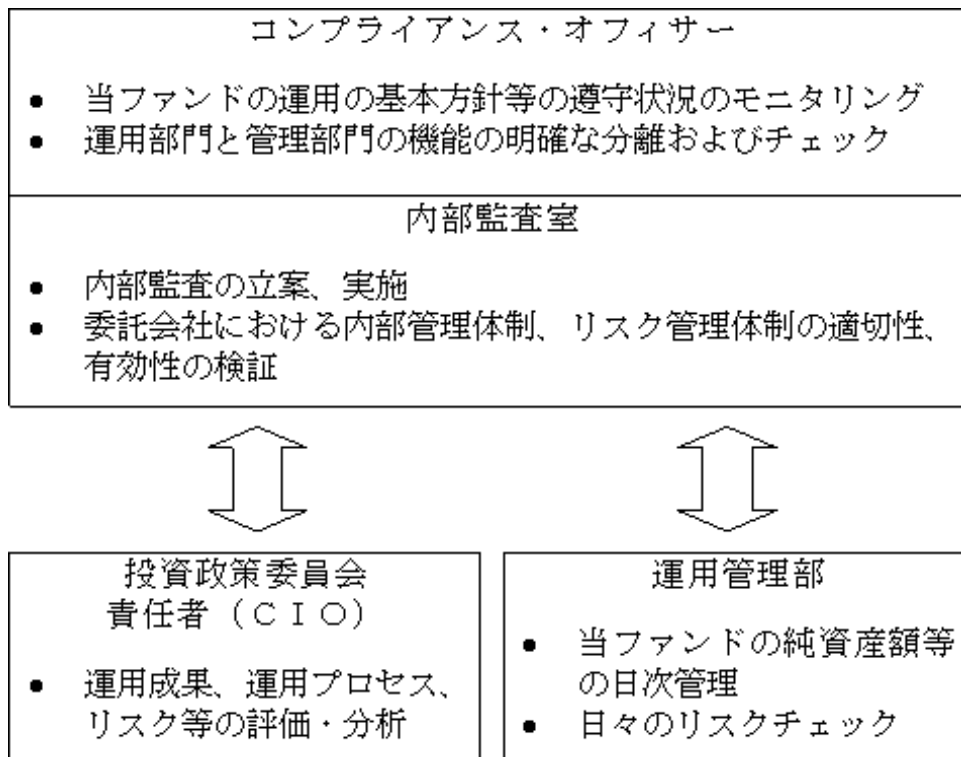 コンプライアンス・オフィサー
● 当ファンドの運用の基本方針等の遵守状況のモニタリング
● 運用部門と管理部門の機能の明確な分離およびチェック
内部監査室
● 内部監査の立案、実施
● 委託会社における内部管理体制、リスク管理体制の適切性、
有効性の検証
投資政策委員会
責任者（ＣＩＯ）
● 運用成果、運用プロセス、
リスク等の評価・分析
運用管理部
● 当ファンドの純資産額等
の日次管理
● 日々のリスクチェック